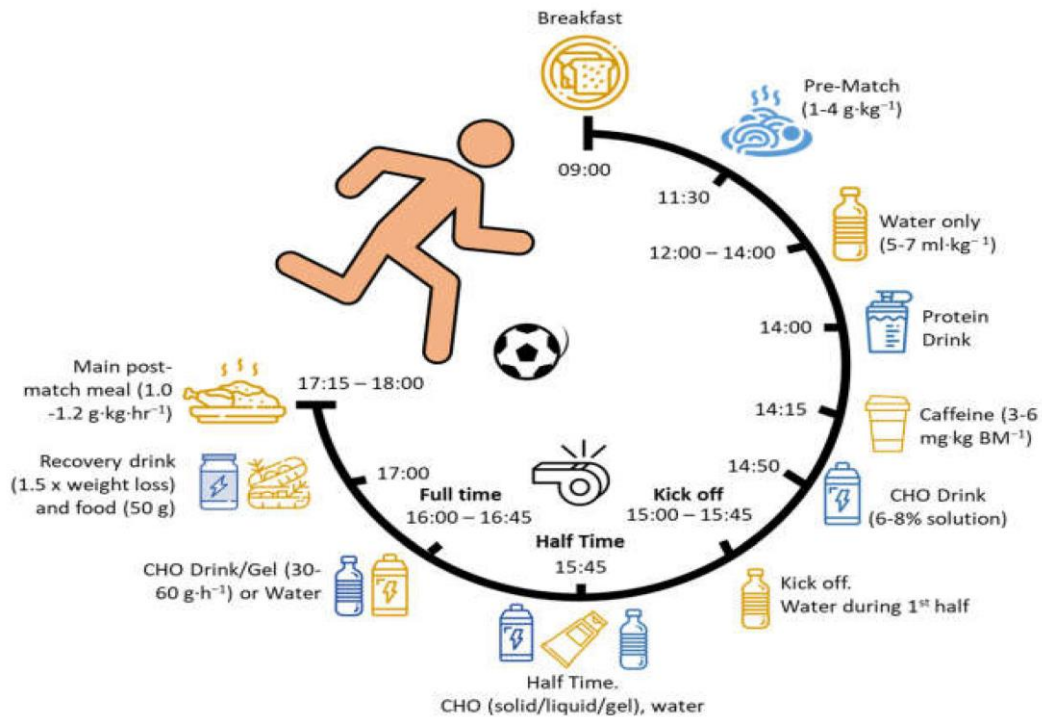 Breakfast
09:00
Pre-Match
(1-4 g·kg⁻¹)
11:30
Water only
(5-7 ml·kg⁻¹)
12:00 – 14:00
Protein
Drink
14:00
Caffeine (3-6
mg·kg BM⁻¹)
14:15
CHO Drink
(6-8% solution)
14:50
Kick off
15:00 – 15:45
Kick off.
Water during 1st half
Half Time
15:45
Half Time.
CHO (solid/liquid/gel), water
Full time
16:00 – 16:45
CHO Drink/Gel (30-
60 g·h⁻¹) or Water
17:00
Recovery drink
(1.5 x weight loss)
and food (50 g)
17:15 – 18:00
Main post-
match meal (1.0
-1.2 g·kg·hr⁻¹)